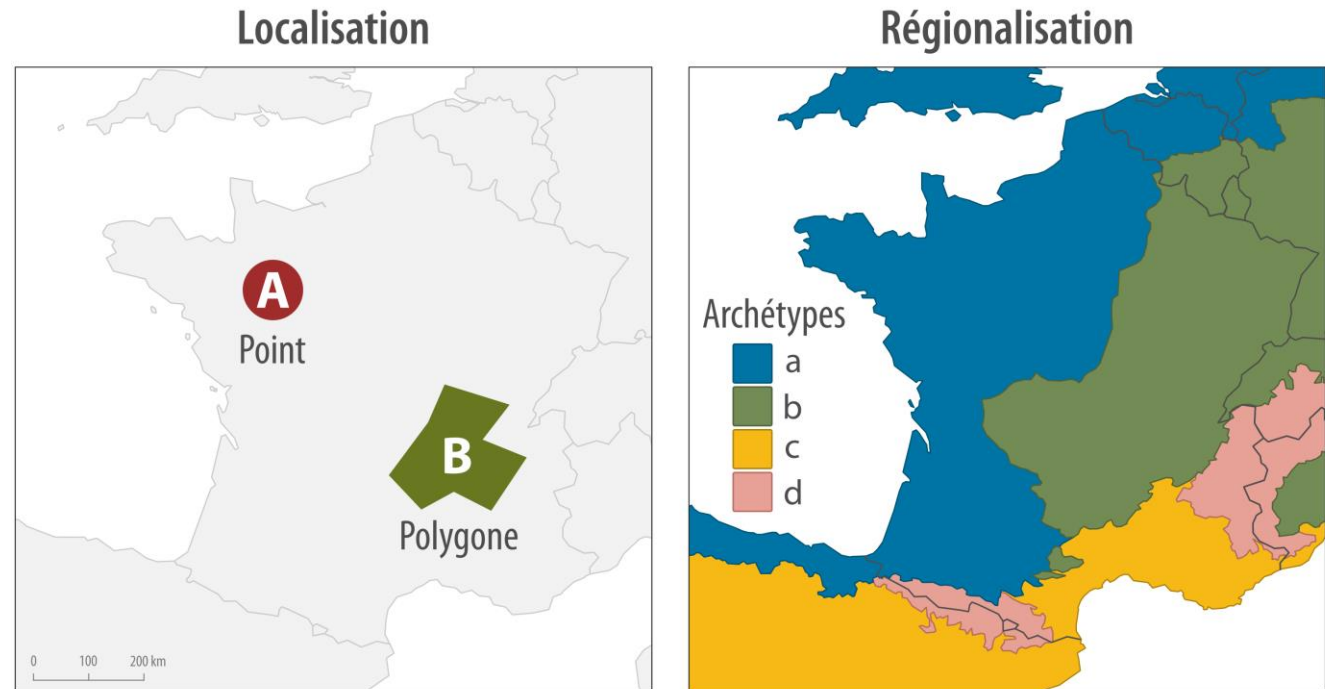 Localisation
A
Point
B
Polygone
0 100 200 km
Régionalisation
Archétypes
a
b
c
d